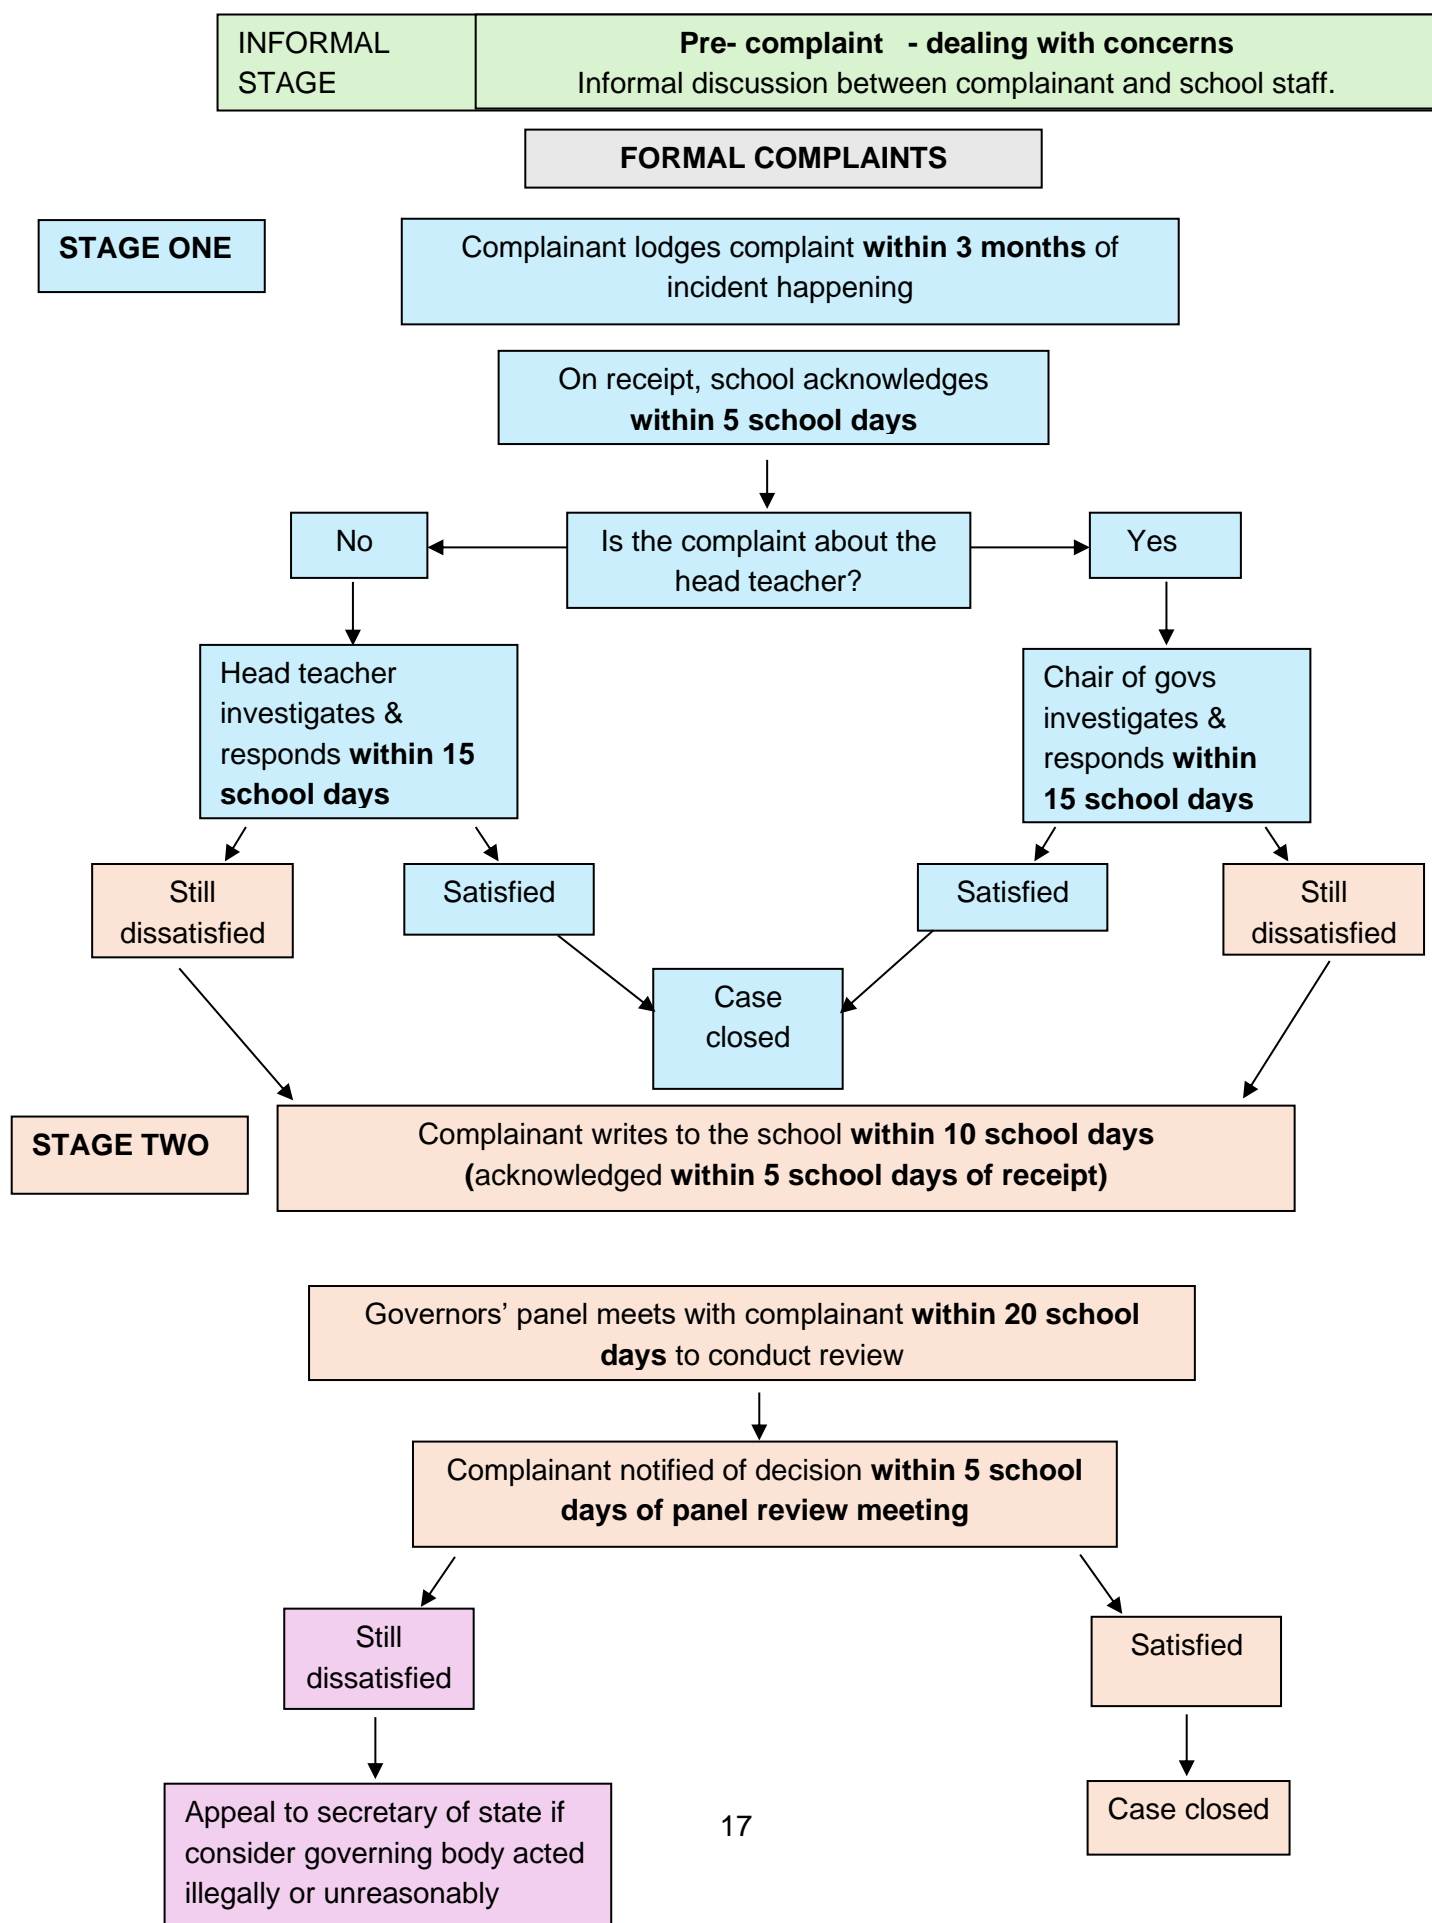 INFORMAL
STAGE
Pre- complaint - dealing with concerns
Informal discussion between complainant and school staff.
FORMAL COMPLAINTS
STAGE ONE
Complainant lodges complaint within 3 months of
incident happening
On receipt, school acknowledges
within 5 school days
No
Is the complaint about the
head teacher?
Yes
Head teacher
investigates &
responds within 15
school days
Chair of govs
investigates &
responds within
15 school days
Still
dissatisfied
Satisfied
Satisfied
Still
dissatisfied
Case
closed
STAGE TWO
Complainant writes to the school within 10 school days
(acknowledged within 5 school days of receipt)
Governors’ panel meets with complainant within 20 school
days to conduct review
Complainant notified of decision within 5 school
days of panel review meeting
Still
dissatisfied
Satisfied
Appeal to secretary of state if
consider governing body acted
illegally or unreasonably
Case closed
17